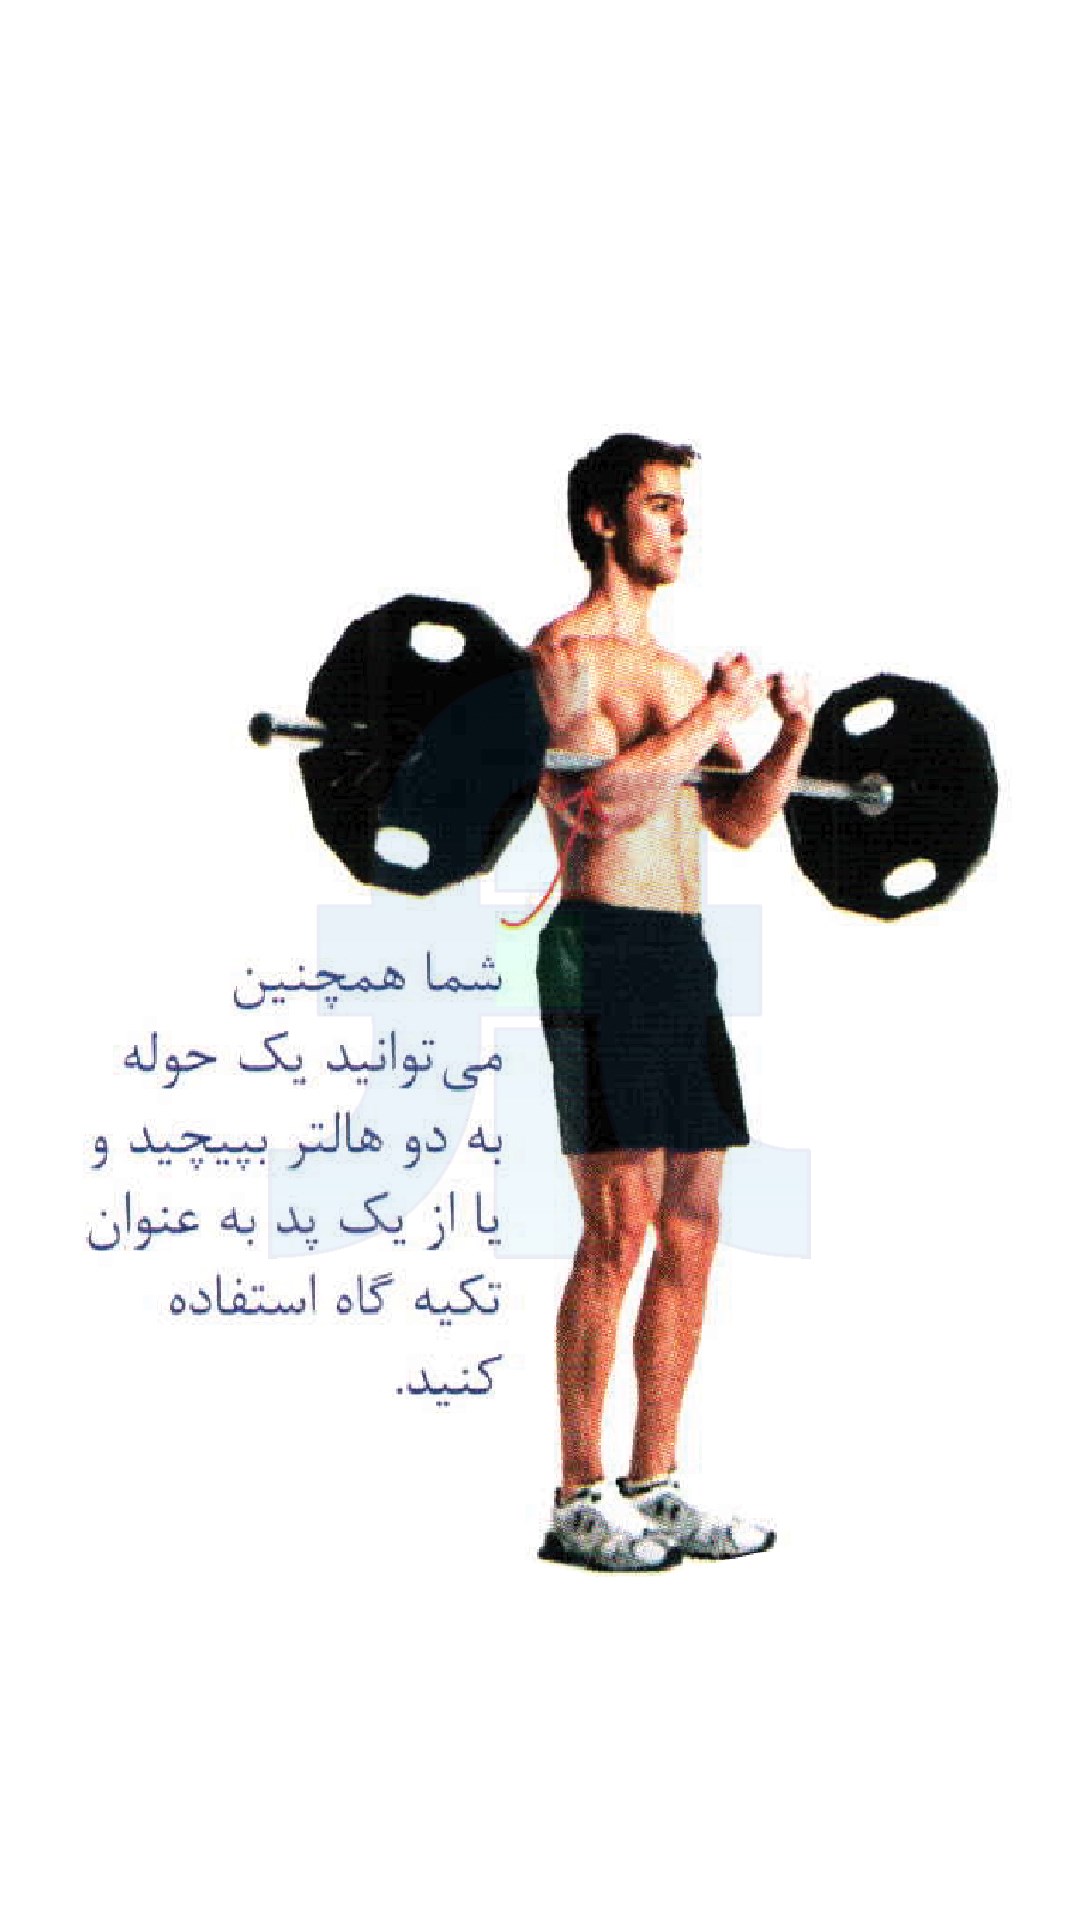 شما همچنین
می‌توانید یک حوله
به دو هالتر بپیچید و
یا از یک پد به عنوان
تکیه گاه استفاده
کنید.